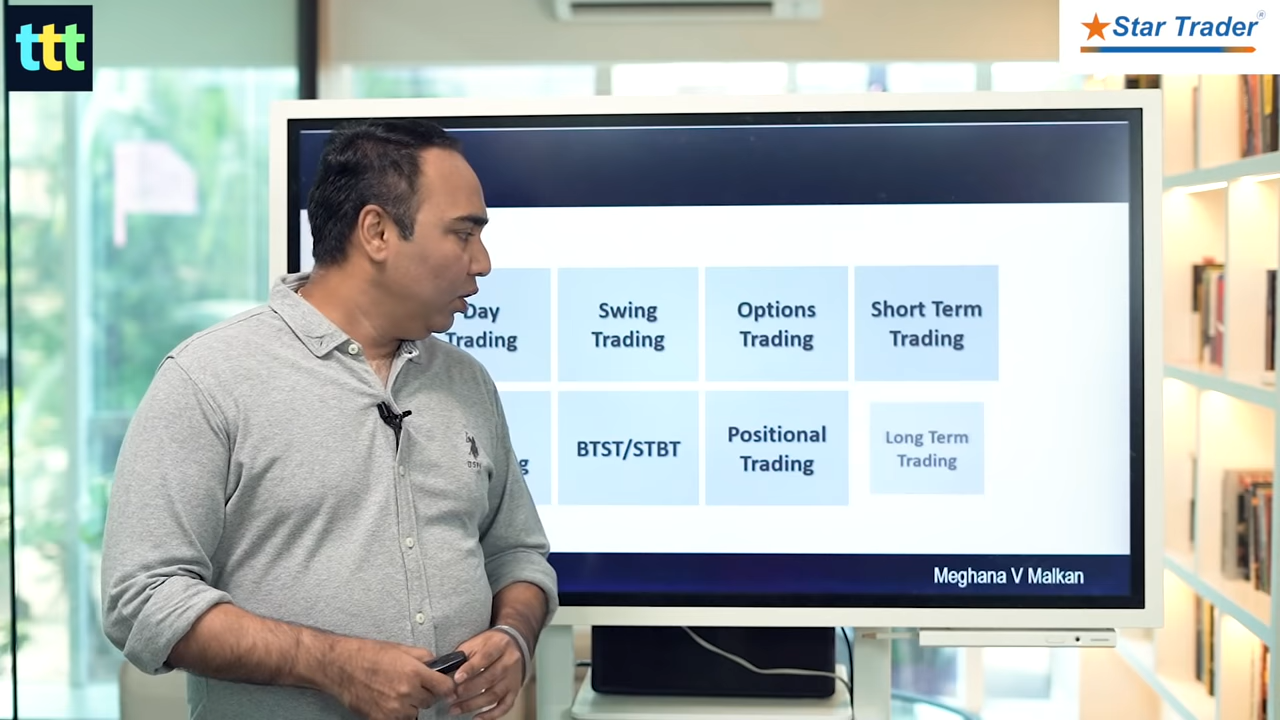 ttt
Star Trader®
Day
Trading
Swing
Trading
Options
Trading
Short Term
Trading
BTST/STBT
Positional
Trading
Long Term
Trading
Meghana V Malkan